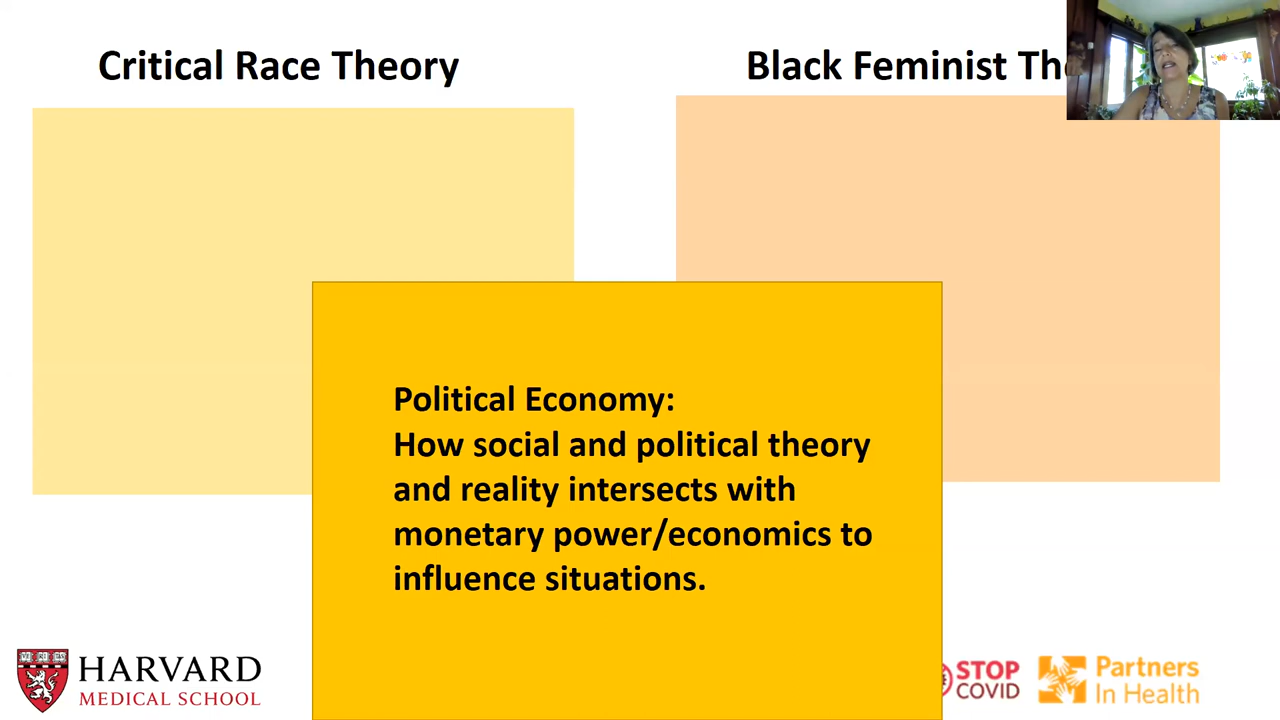 Critical Race Theory
Black Feminist
Political Economy:
How social and political theory
and reality intersects with
monetary power/economics to
influence situations.
HARVARD
MEDICAL SCHOOL
STOP
COVID
Partners
In Health